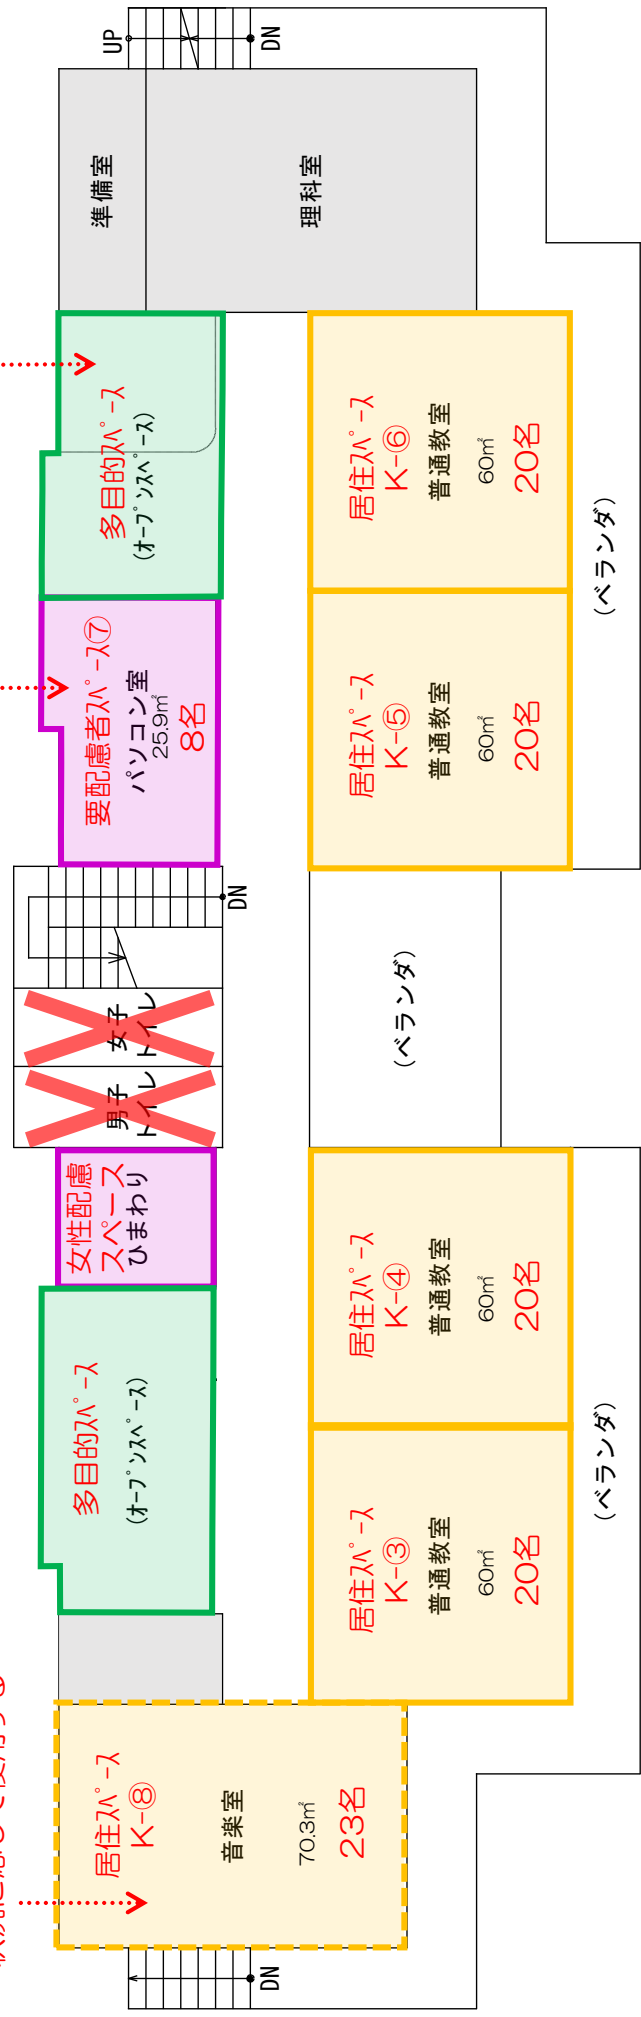 UP
DN
準備室
理科室
多目的ｽﾍﾟｰｽ
(ｵｰﾌﾟﾝｽﾍﾟｰｽ)
居住ｽﾍﾟｰｽ
K-⑥
普通教室
60㎡
20名
要配慮者ｽﾍﾟｰｽ⑦
パソコン室
25.9㎡
8名
居住ｽﾍﾟｰｽ
K-⑤
普通教室
60㎡
20名
(ベランダ)
DN
女子
トイレ
男子
トイレ
(ベランダ)
女性配慮
スペース
ひまわり
居住ｽﾍﾟｰｽ
K-④
普通教室
60㎡
20名
多目的ｽﾍﾟｰｽ
(ｵｰﾌﾟﾝｽﾍﾟｰｽ)
居住ｽﾍﾟｰｽ
K-③
普通教室
60㎡
20名
(ベランダ)
居住ｽﾍﾟｰｽ
K-⑧
音楽室
70.3㎡
23名
DN